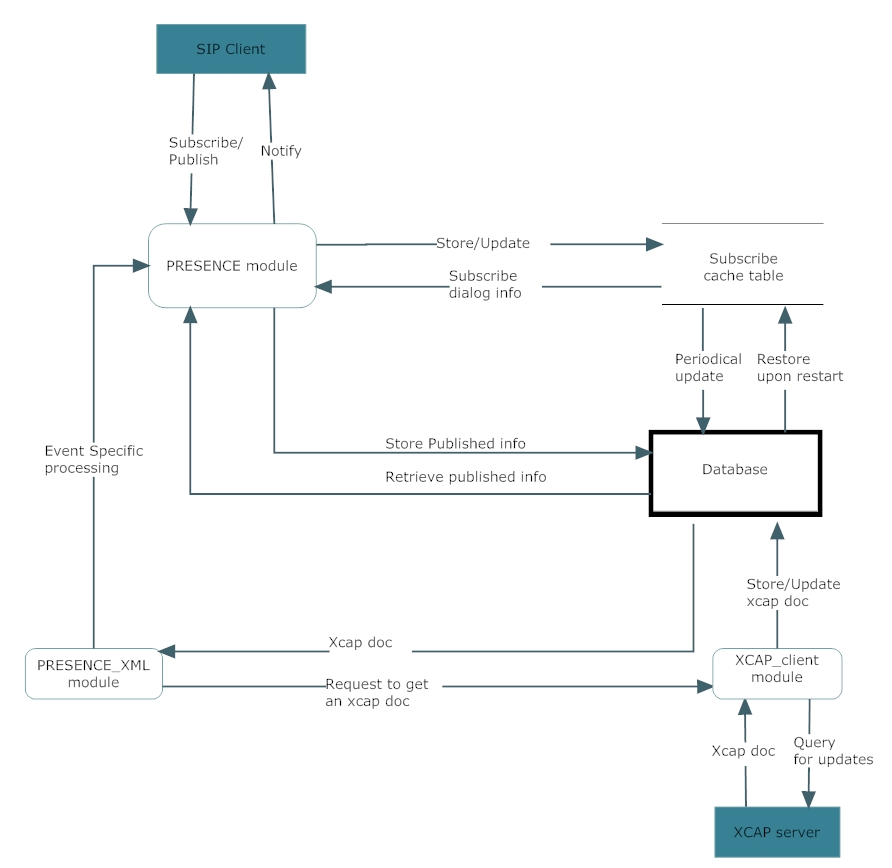 SIP Client
Subscribe/
Publish
Notify
PRESENCE module
Store/Update
Subscribe
cache table
Subscribe
dialog info
Periodical
update
Restore
upon restart
Event Specific
processing
Store Published info
Database
Retrieve published info
Store/Update
xcap doc
Xcap doc
PRESENCE_XML
module
XCAP_client
module
Request to get
an xcap doc
Xcap doc
Query
for updates
XCAP server